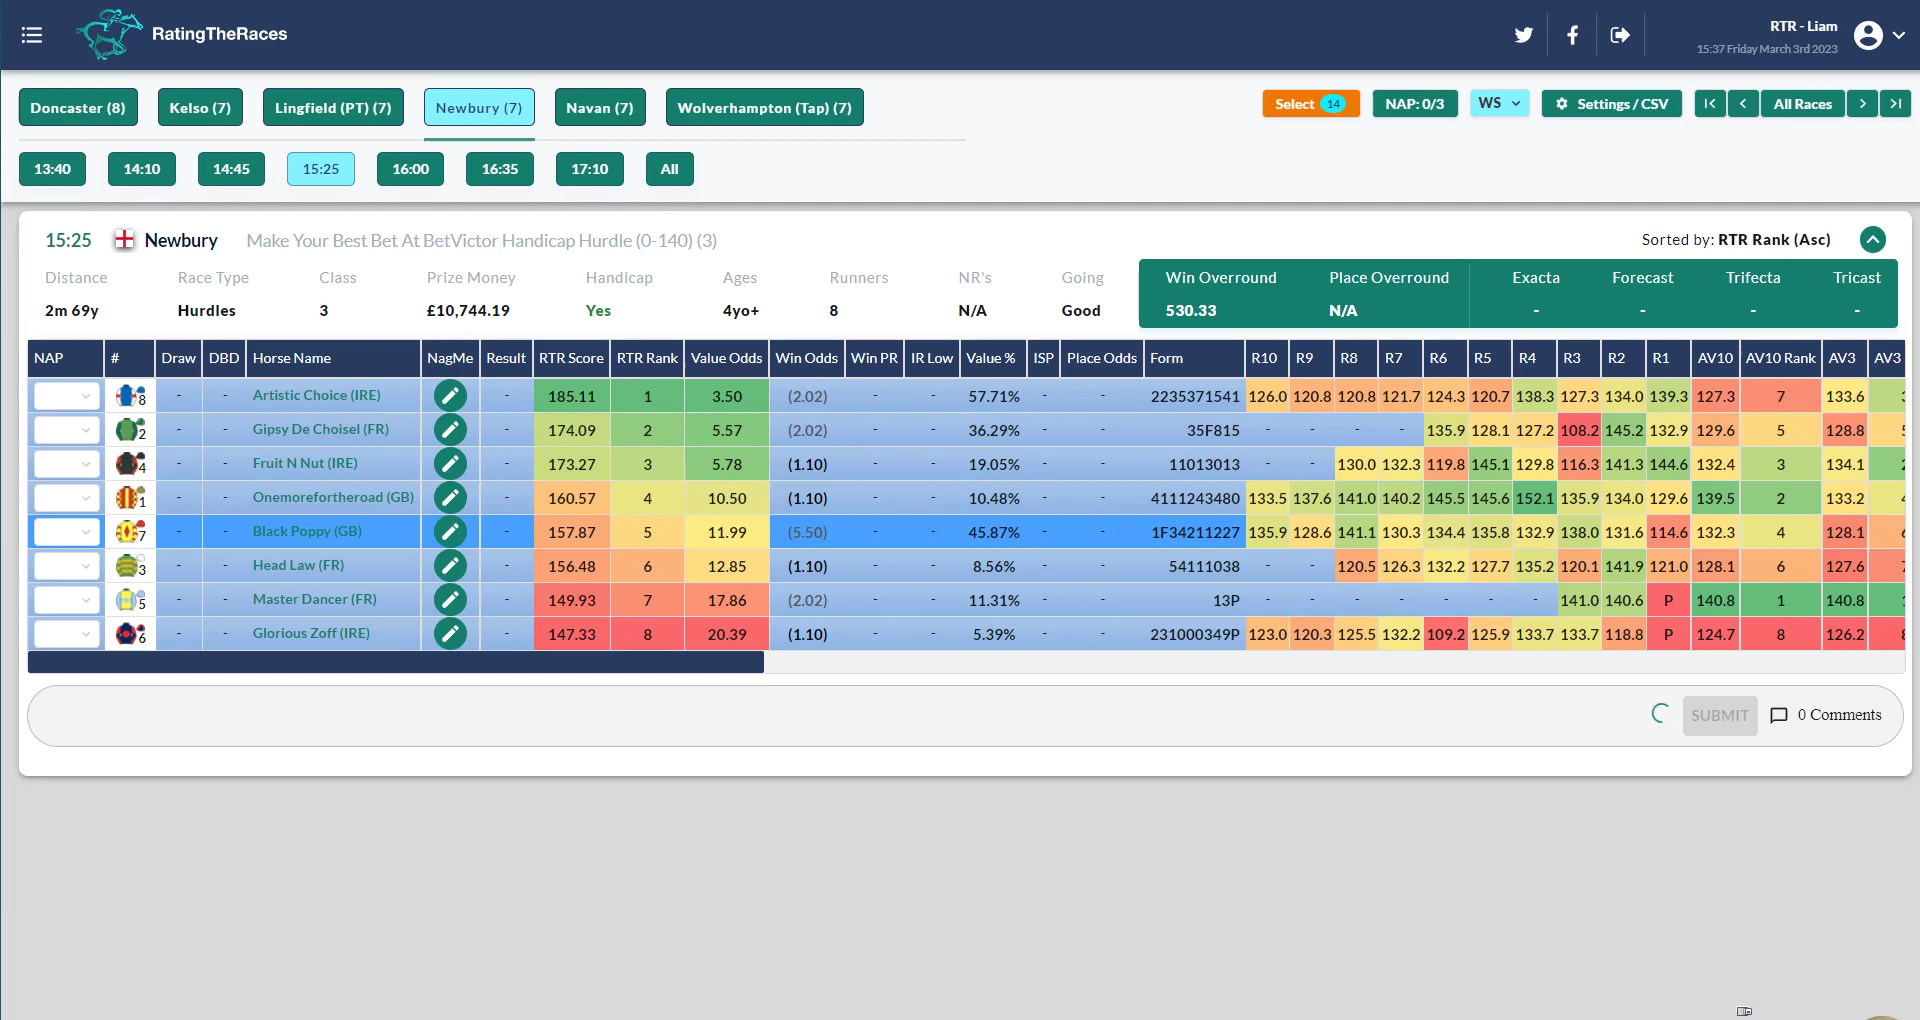 RatingTheRaces
RTR - Liam
15:37 Friday March 3rd 2023
Doncaster (8) Kelso (7) Lingfield (PT) (7) Newbury (7) Navan (7) Wolverhampton (Tap) (7) Select 14 NAP: 0/3 WS Settings / CSV All Races
13:40 14:10 14:45 15:25 16:00 16:35 17:10 All
15:25 Newbury Make Your Best Bet At BetVictor Handicap Hurdle (0-140) (3) Sorted by: RTR Rank (Asc)
Distance Race Type Class Prize Money Handicap Ages Runners NR's Going Win Overround Place Overround Exacta Forecast Trifecta Tricast
2m 69y Hurdles 3 £10,744.19 Yes 4yo+ 8 N/A Good 530.33 N/A - - - -
NAP # Draw DBD Horse Name NagMe Result RTR Score RTR Rank Value Odds Win Odds Win PR IR Low Value % ISP Place Odds Form R10 R9 R8 R7 R6 R5 R4 R3 R2 R1 AV10 AV10 Rank AV3 AV3
8 - - Artistic Choice (IRE) - 185.11 1 3.50 (2.02) - - 57.71% - - 2235371541 126.0 120.8 120.8 121.7 124.3 120.7 138.3 127.3 134.0 139.3 127.3 7 133.6
2 - - Gipsy De Choisel (FR) - 174.09 2 5.57 (2.02) - - 36.29% - - 35F815 - - - - 135.9 128.1 127.2 108.2 145.2 132.9 129.6 5 128.8
4 - - Fruit N Nut (IRE) - 173.27 3 5.78 (1.10) - - 19.05% - - 11013013 - - 130.0 132.3 119.8 145.1 129.8 116.3 141.3 144.6 132.4 3 134.1
1 - - Onemorefortheroad (GB) - 160.57 4 10.50 (1.10) - - 10.48% - - 4111243480 133.5 137.6 141.0 140.2 145.5 145.6 152.1 135.9 134.0 129.6 139.5 2 133.2
7 - - Black Poppy (GB) - 157.87 5 11.99 (5.50) - - 45.87% - - 1F34211227 135.9 128.6 141.1 130.3 134.4 135.8 132.9 138.0 131.6 114.6 132.3 4 128.1
3 - - Head Law (FR) - 156.48 6 12.85 (1.10) - - 8.56% - - 54111038 - - 120.5 126.3 132.2 127.7 135.2 120.1 141.9 121.0 128.1 6 127.6
5 - - Master Dancer (FR) - 149.93 7 17.86 (2.02) - - 11.31% - - 13P - - - - - - - 141.0 140.6 P 140.8 1 140.8
6 - - Glorious Zoff (IRE) - 147.33 8 20.39 (1.10) - - 5.39% - - 231000349P 123.0 120.3 125.5 132.2 109.2 125.9 133.7 133.7 118.8 P 124.7 8 126.2
SUBMIT 0 Comments